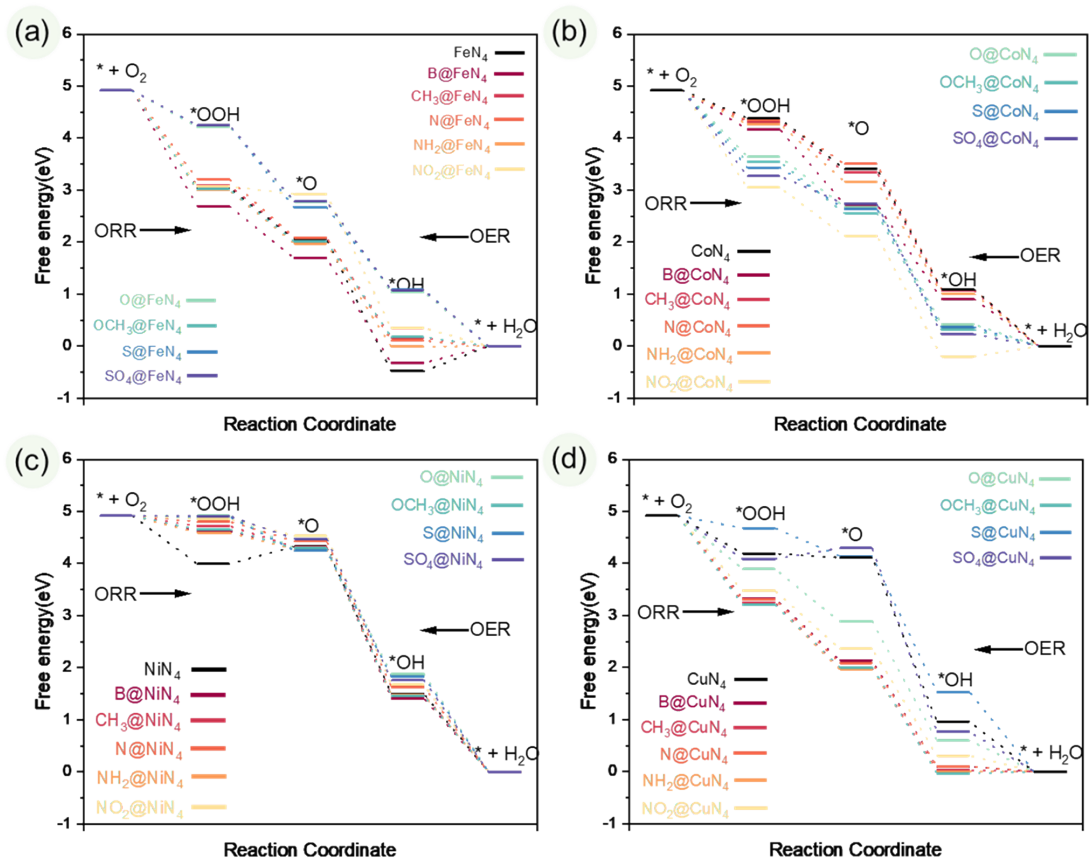 (a)
6
5
4
3
2
1
0
-1
Free energy(eV)
* + O₂
*OOH
*O
*OH
* + H₂O
ORR
OER
FeN₄
B@FeN₄
CH₃@FeN₄
N@FeN₄
NH₂@FeN₄
NO₂@FeN₄
O@FeN₄
OCH₃@FeN₄
S@FeN₄
SO₄@FeN₄
Reaction Coordinate
(b)
6
5
4
3
2
1
0
-1
Free energy(eV)
* + O₂
*OOH
*O
*OH
* + H₂O
ORR
OER
O@CoN₄
OCH₃@CoN₄
S@CoN₄
SO₄@CoN₄
CoN₄
B@CoN₄
CH₃@CoN₄
N@CoN₄
NH₂@CoN₄
NO₂@CoN₄
Reaction Coordinate
(c)
6
5
4
3
2
1
0
-1
Free energy(eV)
* + O₂
*OOH
*O
*OH
* + H₂O
ORR
OER
O@NiN₄
OCH₃@NiN₄
S@NiN₄
SO₄@NiN₄
NiN₄
B@NiN₄
CH₃@NiN₄
N@NiN₄
NH₂@NiN₄
NO₂@NiN₄
Reaction Coordinate
(d)
6
5
4
3
2
1
0
-1
Free energy(eV)
* + O₂
*OOH
*O
*OH
* + H₂O
ORR
OER
O@CuN₄
OCH₃@CuN₄
S@CuN₄
SO₄@CuN₄
CuN₄
B@CuN₄
CH₃@CuN₄
N@CuN₄
NH₂@CuN₄
NO₂@CuN₄
Reaction Coordinate